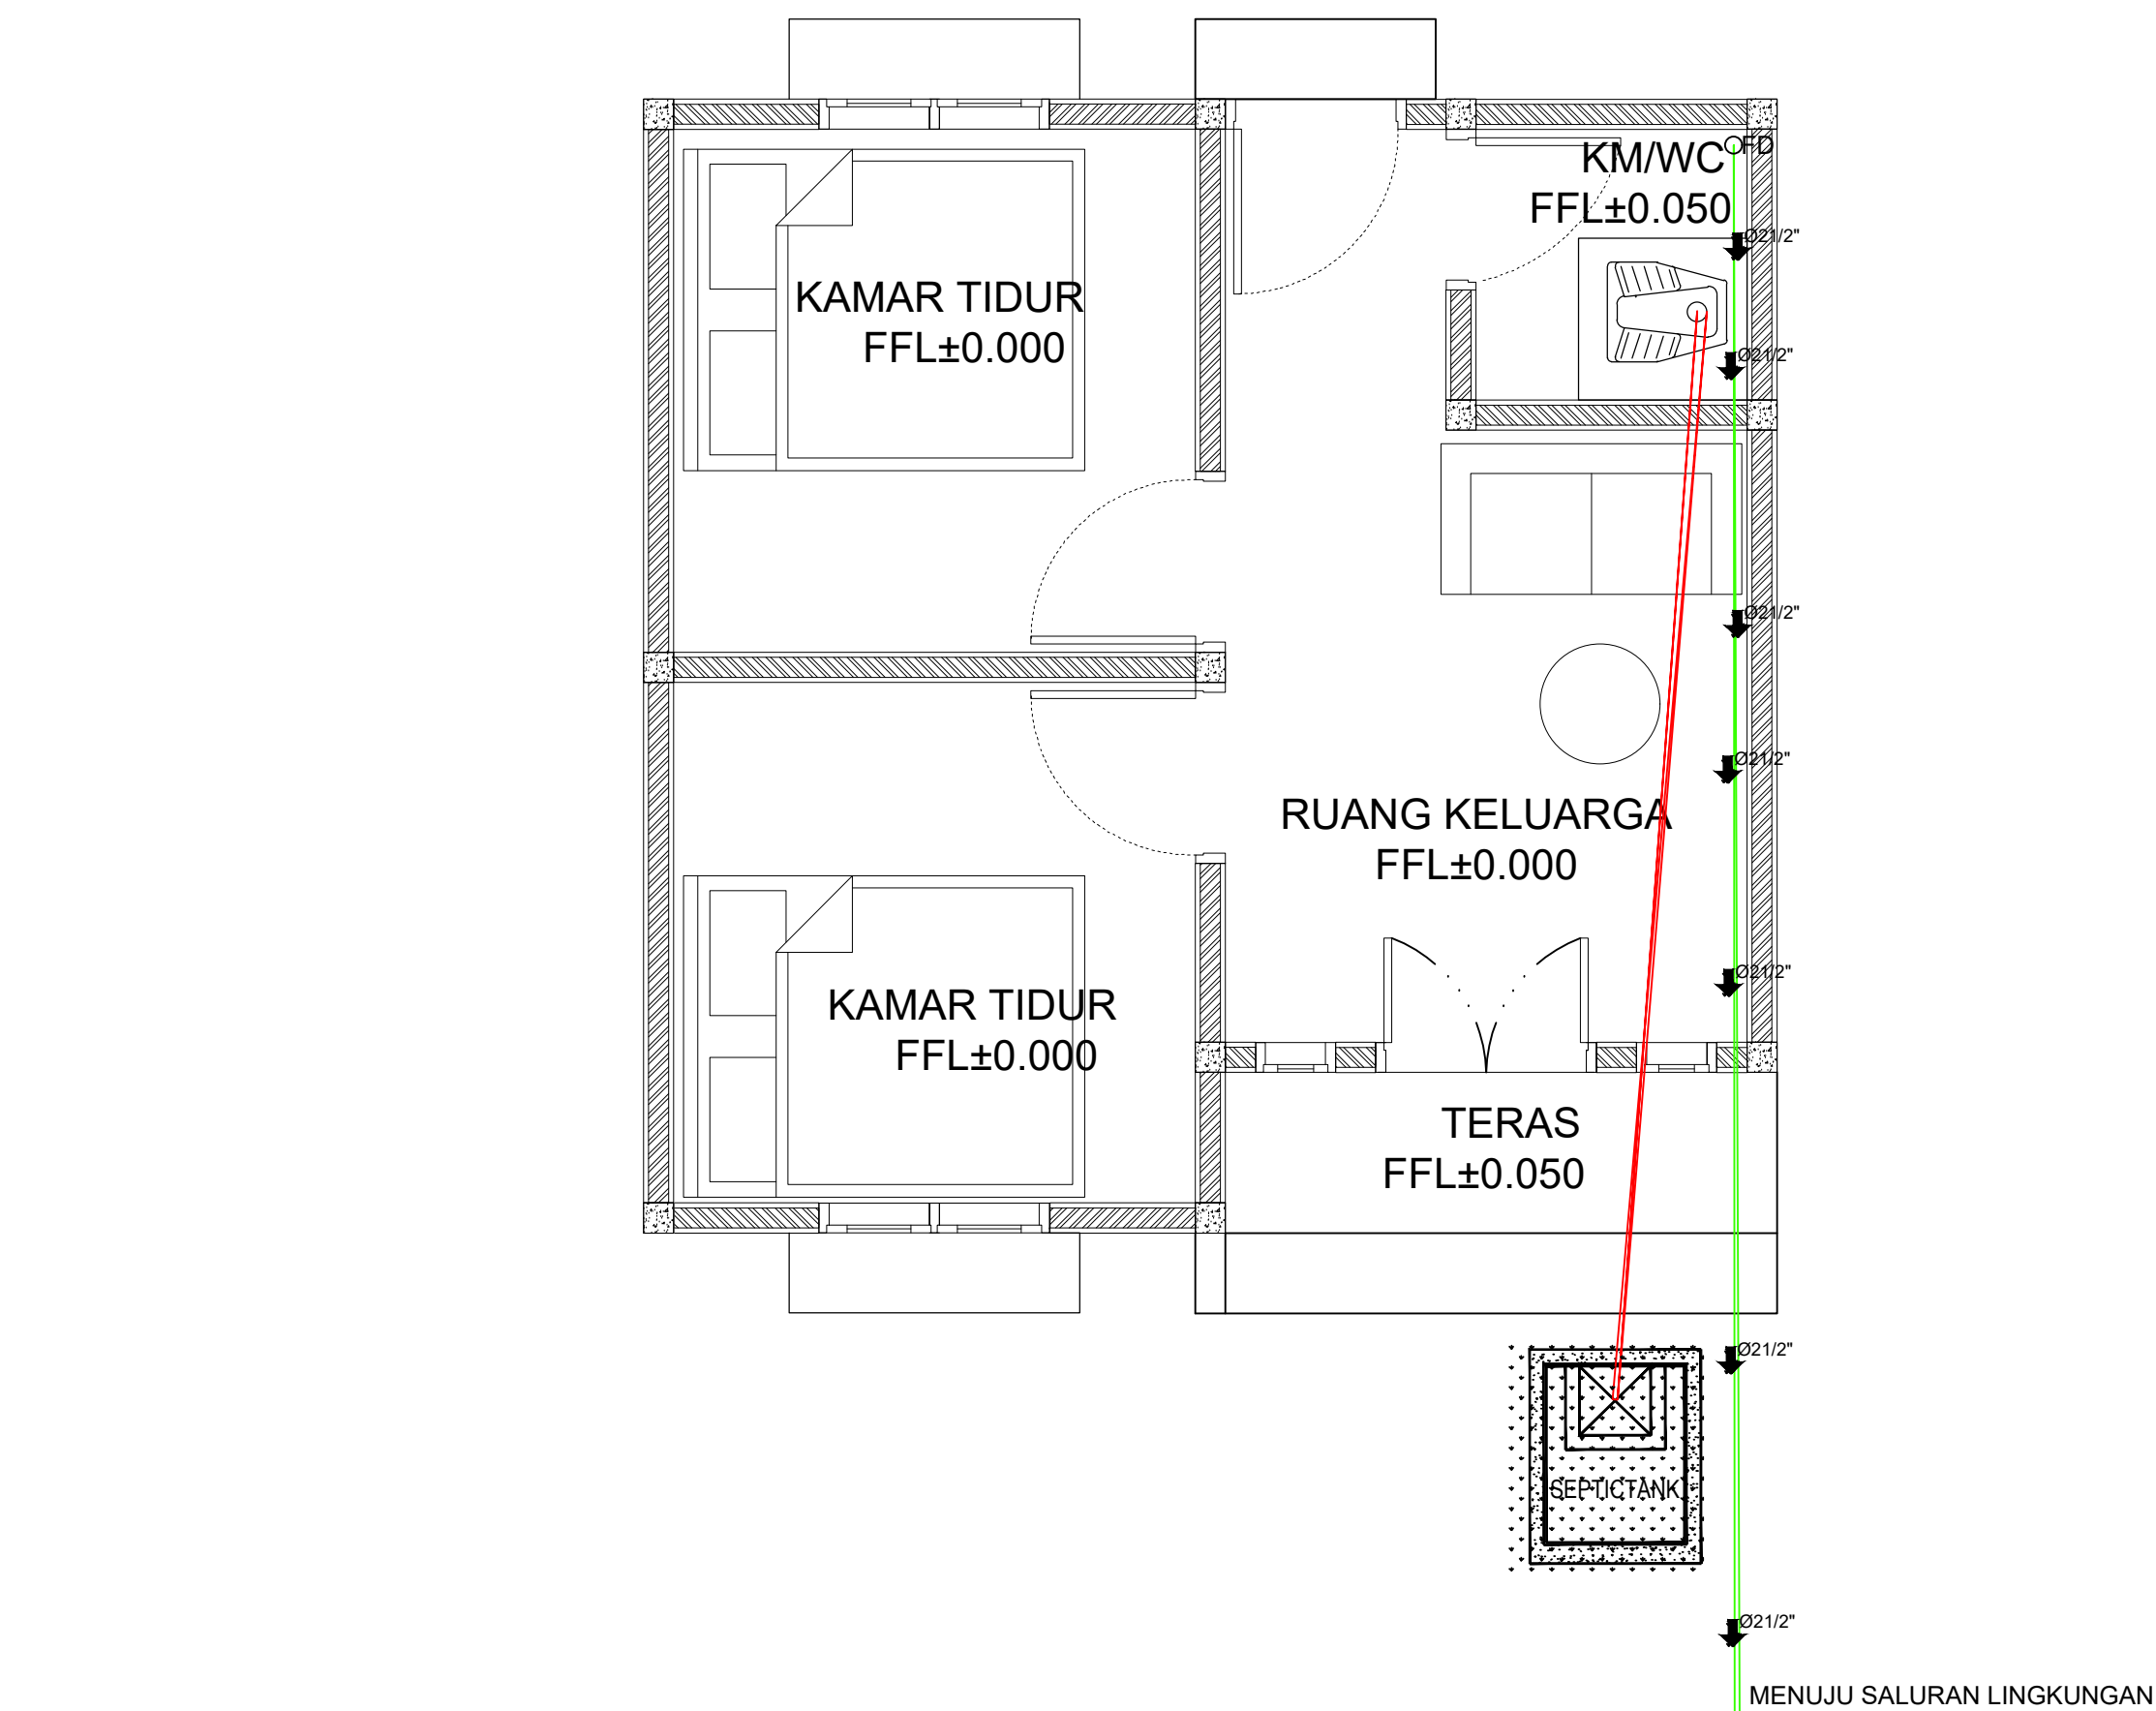 KM/WC
FD
FFL±0.050
Ø21/2"
KAMAR TIDUR
FFL±0.000
Ø21/2"
Ø21/2"
Ø21/2"
RUANG KELUARGA
FFL±0.000
Ø21/2"
KAMAR TIDUR
FFL±0.000
TERAS
FFL±0.050
Ø21/2"
SEPTICTANK
Ø21/2"
MENUJU SALURAN LINGKUNGAN